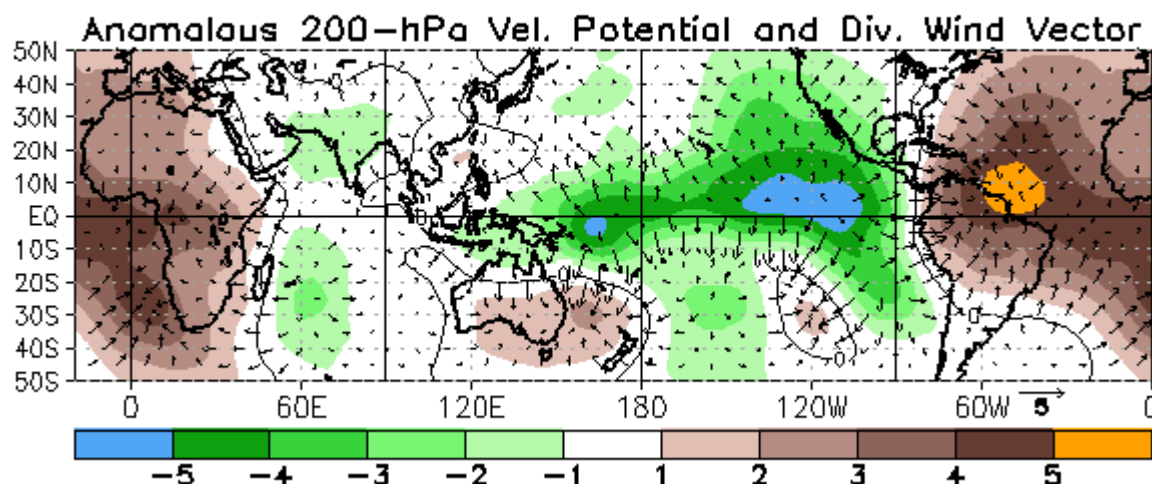 Anomalous 200-hPa Vel. Potential and Div. Wind Vector
50N
40N
30N
20N
10N
EQ
10S
20S
30S
40S
50S
0 60E 120E 180 120W 60W 5 0
-5 -4 -3 -2 -1 1 2 3 4 5